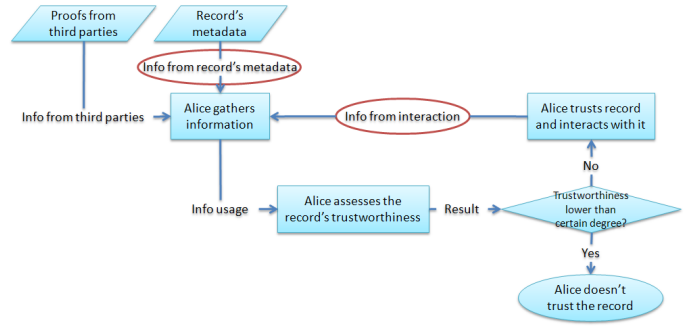 Proofs from
third parties
Record's
metadata
Info from record's metadata
Info from third parties
Alice gathers
information
Info from interaction
Alice trusts record
and interacts with it
No
Info usage
Alice assesses the
record's trustworthiness
Result
Trustworthiness
lower than
certain degree?
Yes
Alice doesn't
trust the record